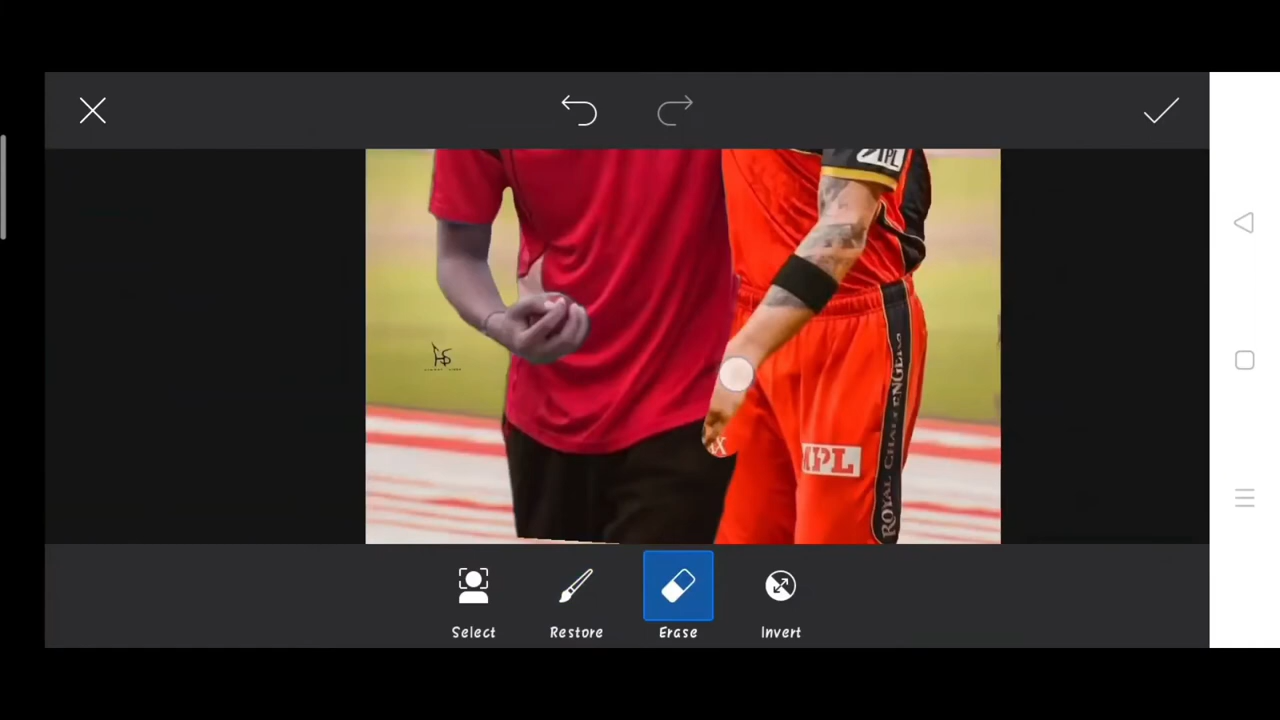 IPL
IPL
ROYAL CHALLENGERS
Select
Restore
Erase
Invert